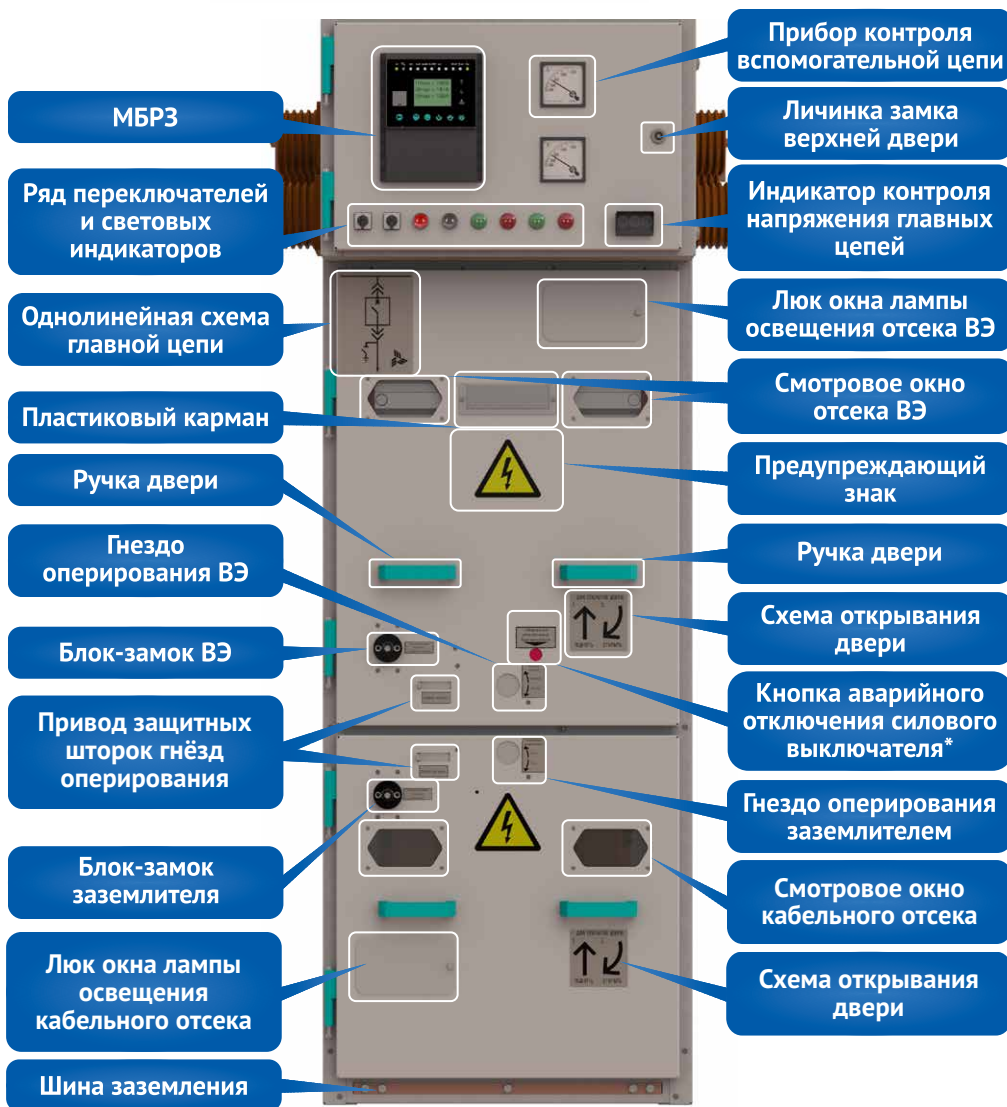 МБРЗ
Ряд переключателей
и световых
индикаторов
Однолинейная схема
главной цепи
Пластиковый карман
Ручка двери
Гнездо
оперирования ВЭ
Блок-замок ВЭ
Привод защитных
шторок гнёзд
оперирования
Блок-замок
заземлителя
Люк окна лампы
освещения
кабельного отсека
Шина заземления
Прибор контроля
вспомогательной цепи
Личинка замка
верхней двери
Индикатор контроля
напряжения главных
цепей
Люк окна лампы
освещения отсека ВЭ
Смотровое окно
отсека ВЭ
Предупреждающий
знак
Ручка двери
Схема открывания
двери
Кнопка аварийного
отключения силового
выключателя*
Гнездо оперирования
заземлителем
Смотровое окно
кабельного отсека
Схема открывания
двери